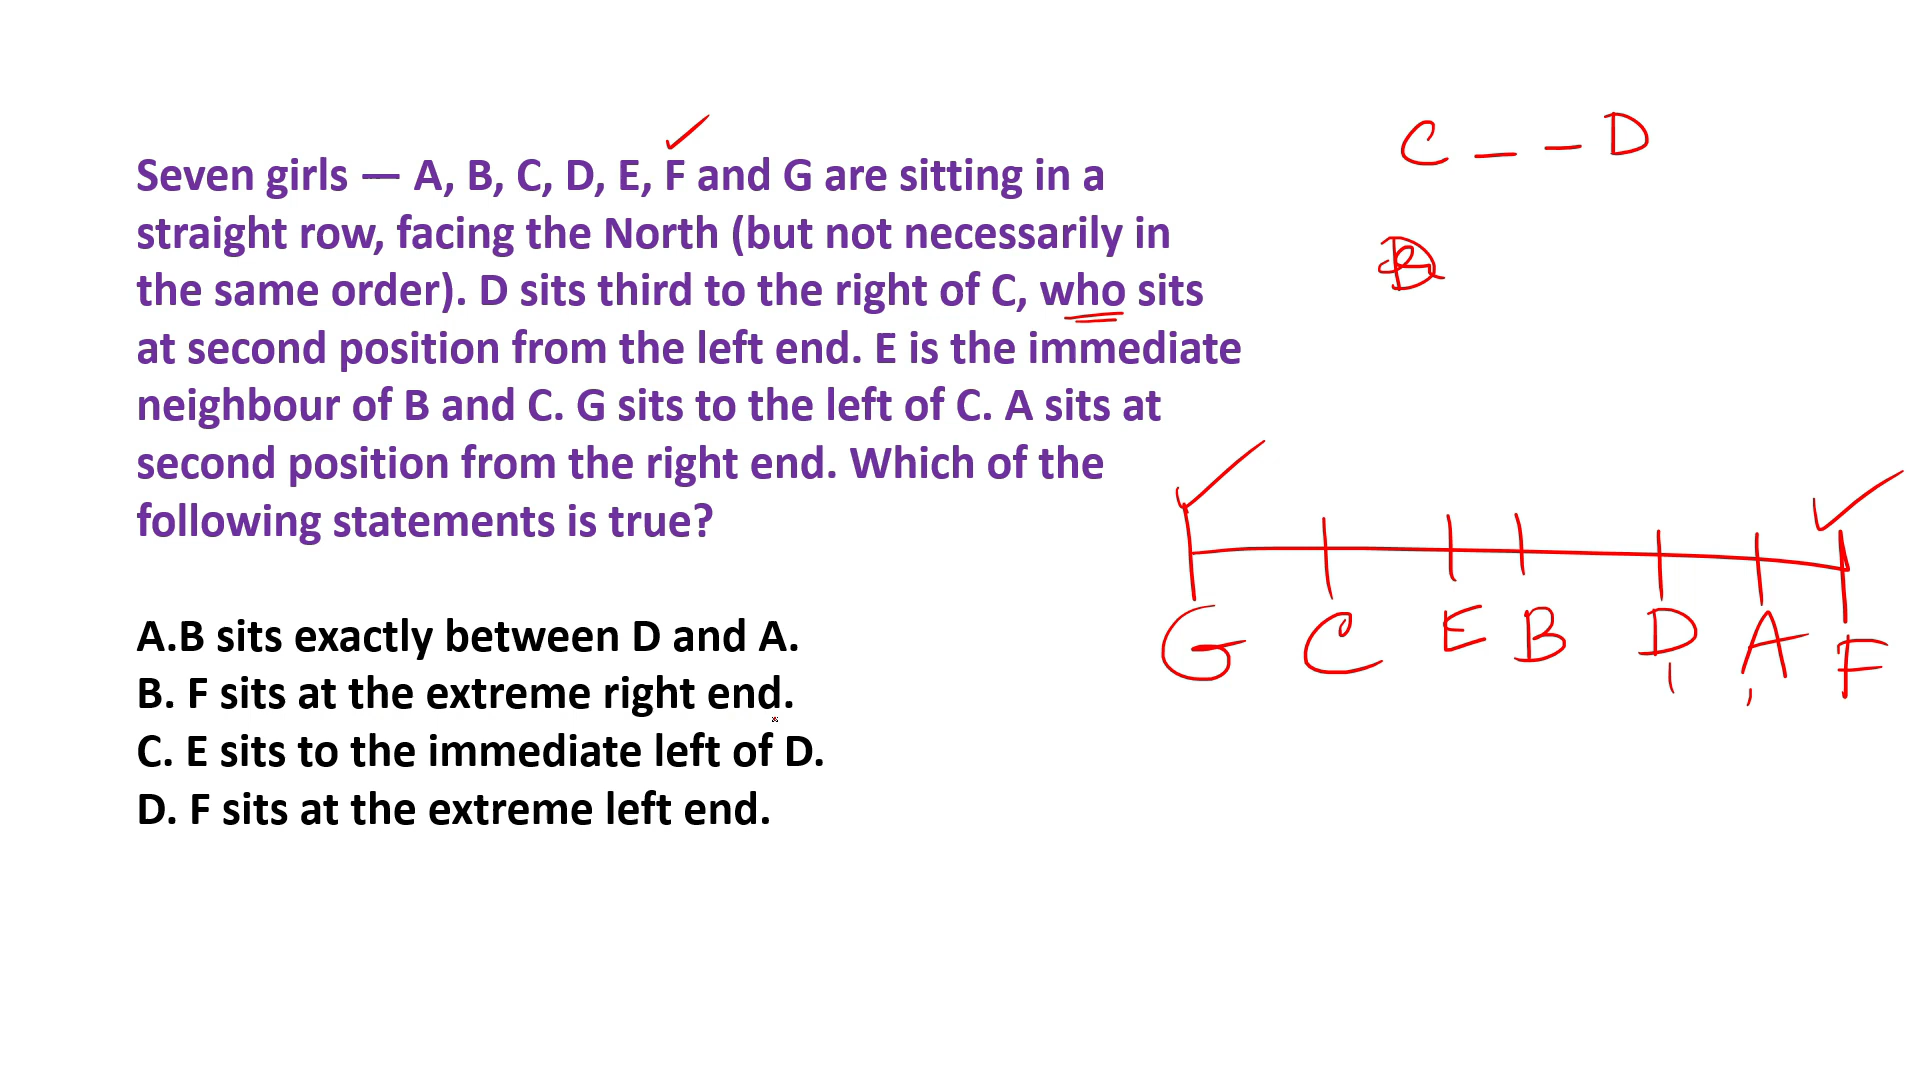 Seven girls — A, B, C, D, E, F and G are sitting in a
straight row, facing the North (but not necessarily in
the same order). D sits third to the right of C, who sits
at second position from the left end. E is the immediate
neighbour of B and C. G sits to the left of C. A sits at
second position from the right end. Which of the
following statements is true?
A.B sits exactly between D and A.
B. F sits at the extreme right end.
C. E sits to the immediate left of D.
D. F sits at the extreme left end.
C _ _ D
G C E B D A F